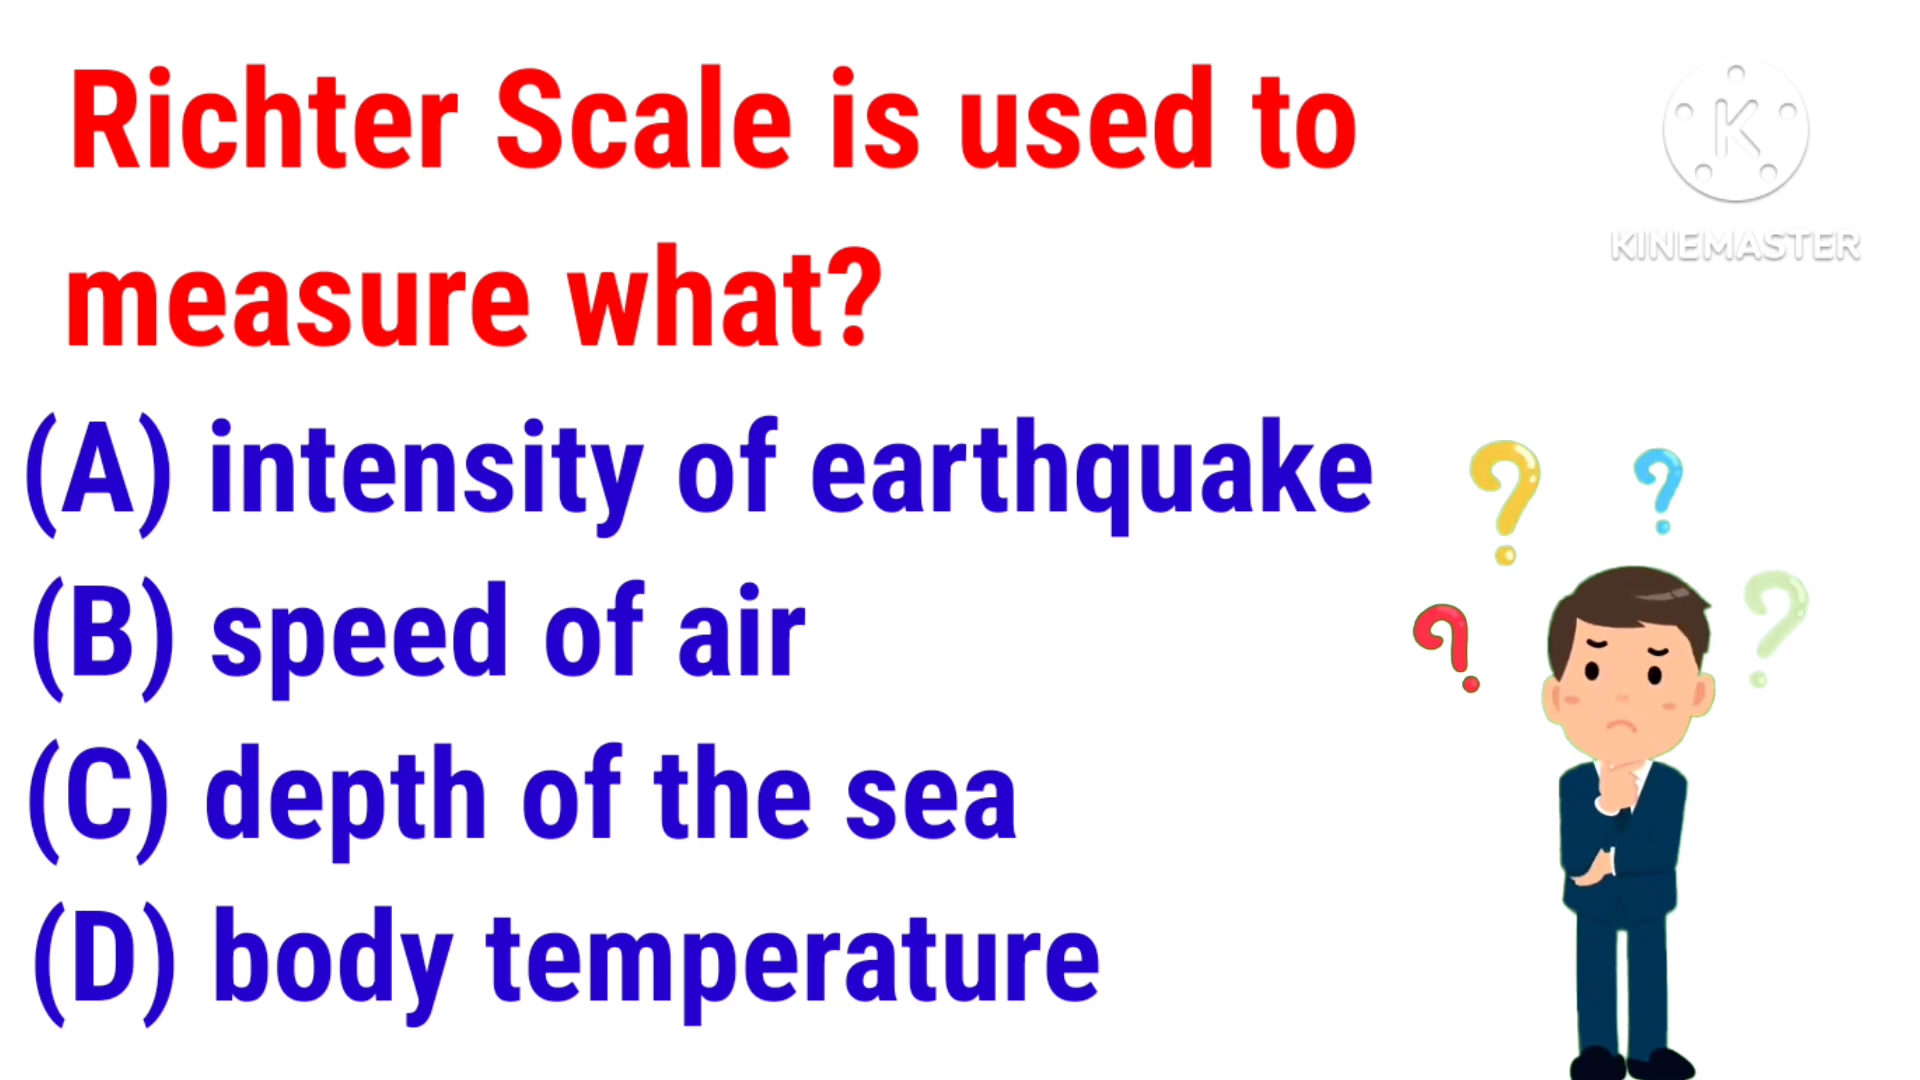 Richter Scale is used to
measure what?
(A) intensity of earthquake
(B) speed of air
(C) depth of the sea
(D) body temperature
K
KINEMASTER